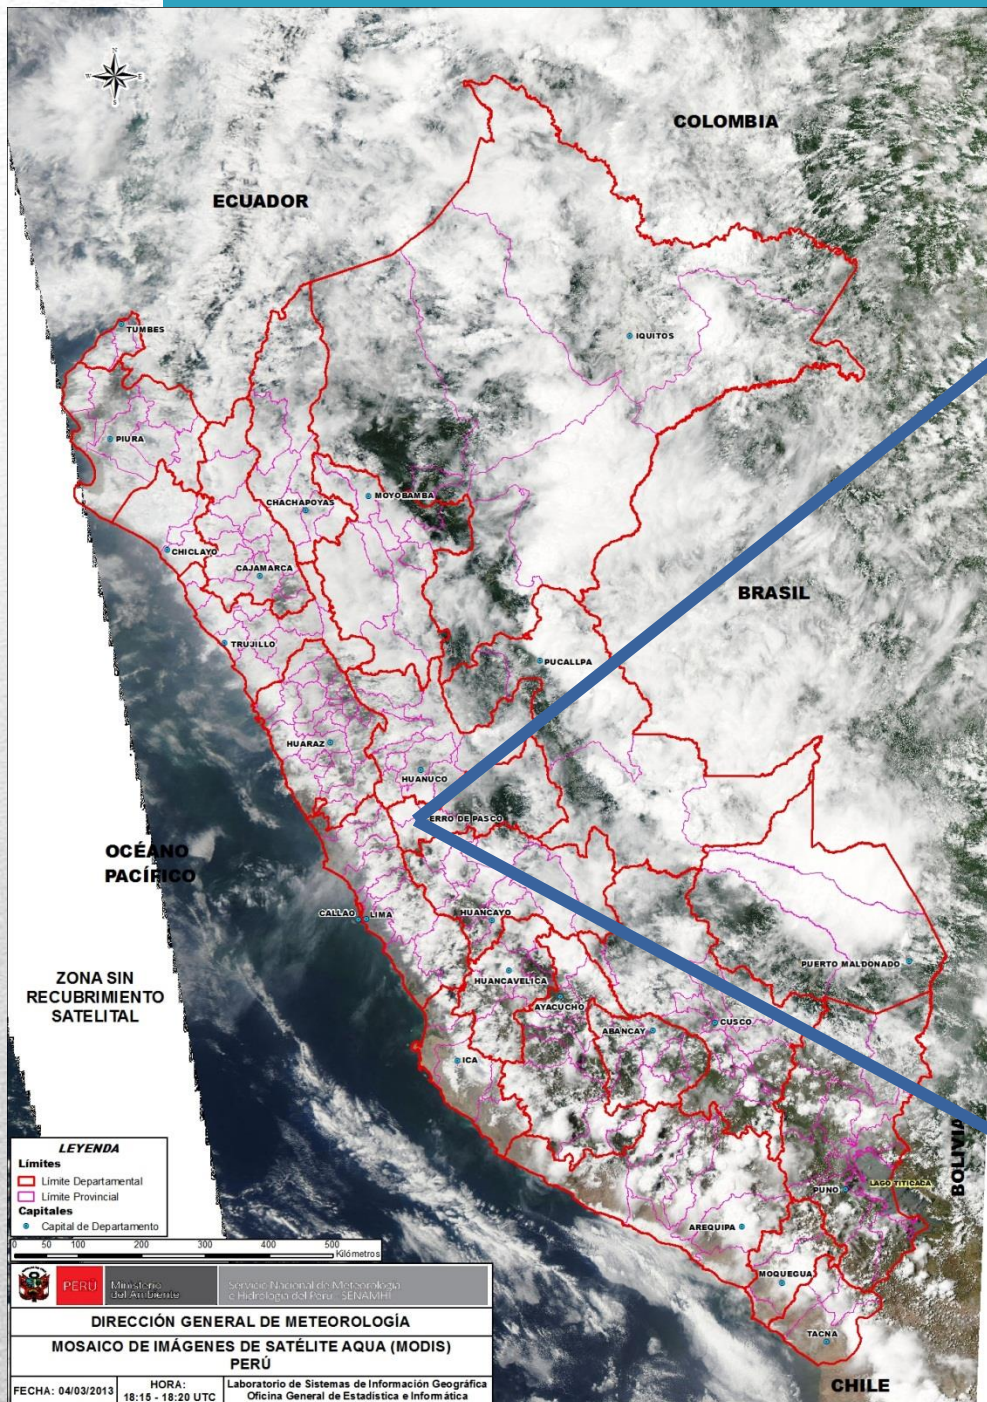 N
W
E
S
COLOMBIA
ECUADOR
TUMBES
IQUITOS
PIURA
MOYOBAMBA
CHACHAPOYAS
CHICLAYO
CAJAMARCA
BRASIL
TRUJILLO
PUCALLPA
HUARAZ
HUANUCO
ERRO DE PASCO
OCÉANO
PACÍFICO
CALLAO
LIMA
HUANCAYO
PUERTO MALDONADO
HUANCAVELICA
ZONA SIN
RECUBRIMIENTO
SATELITAL
AYACUCHO
ABANCAY
CUSCO
ICA
BOLIVIA
LAGO TITICACA
PUNO
AREQUIPA
MOQUEGUA
TACNA
CHILE
LEYENDA
Límites
Límite Departamental
Límite Provincial
Capitales
Capital de Departamento
0 50 100 200 300 400 500
Kilómetros
PERÚ
Ministerio
del Ambiente
Servicio Nacional de Meteorología
e Hidrología del Perú - SENAMHI
DIRECCIÓN GENERAL DE METEOROLOGÍA
MOSAICO DE IMÁGENES DE SATÉLITE AQUA (MODIS)
PERÚ
FECHA: 04/03/2013
HORA:
18:15 - 18:20 UTC
Laboratorio de Sistemas de Información Geográfica
Oficina General de Estadística e Informática